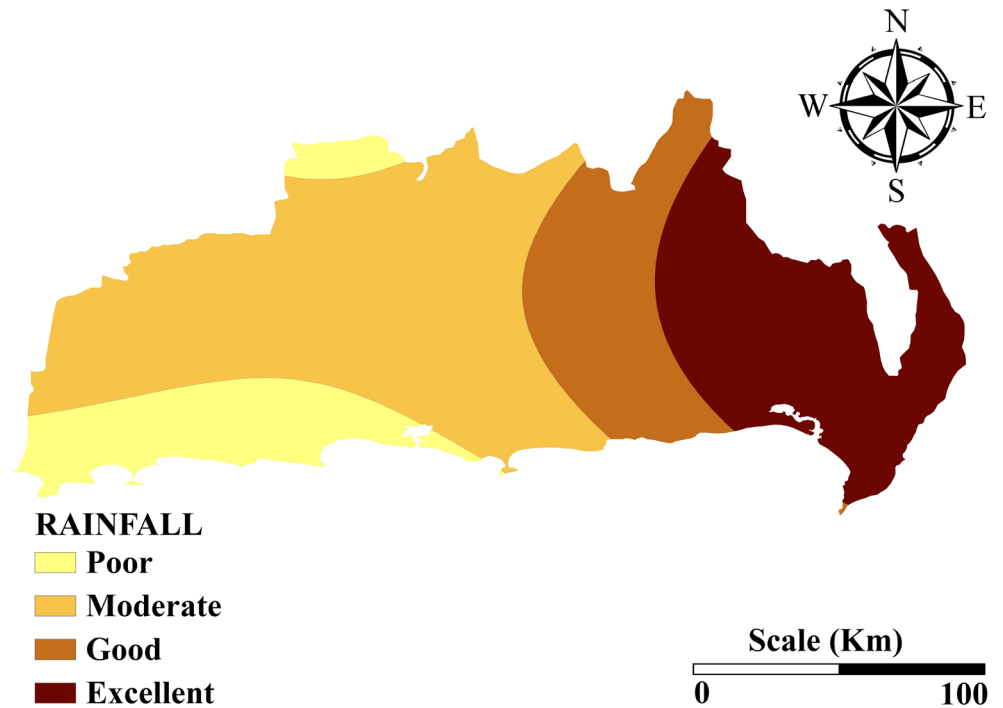 N
W E
S
RAINFALL
Poor
Moderate
Good
Excellent
Scale (Km)
0 100